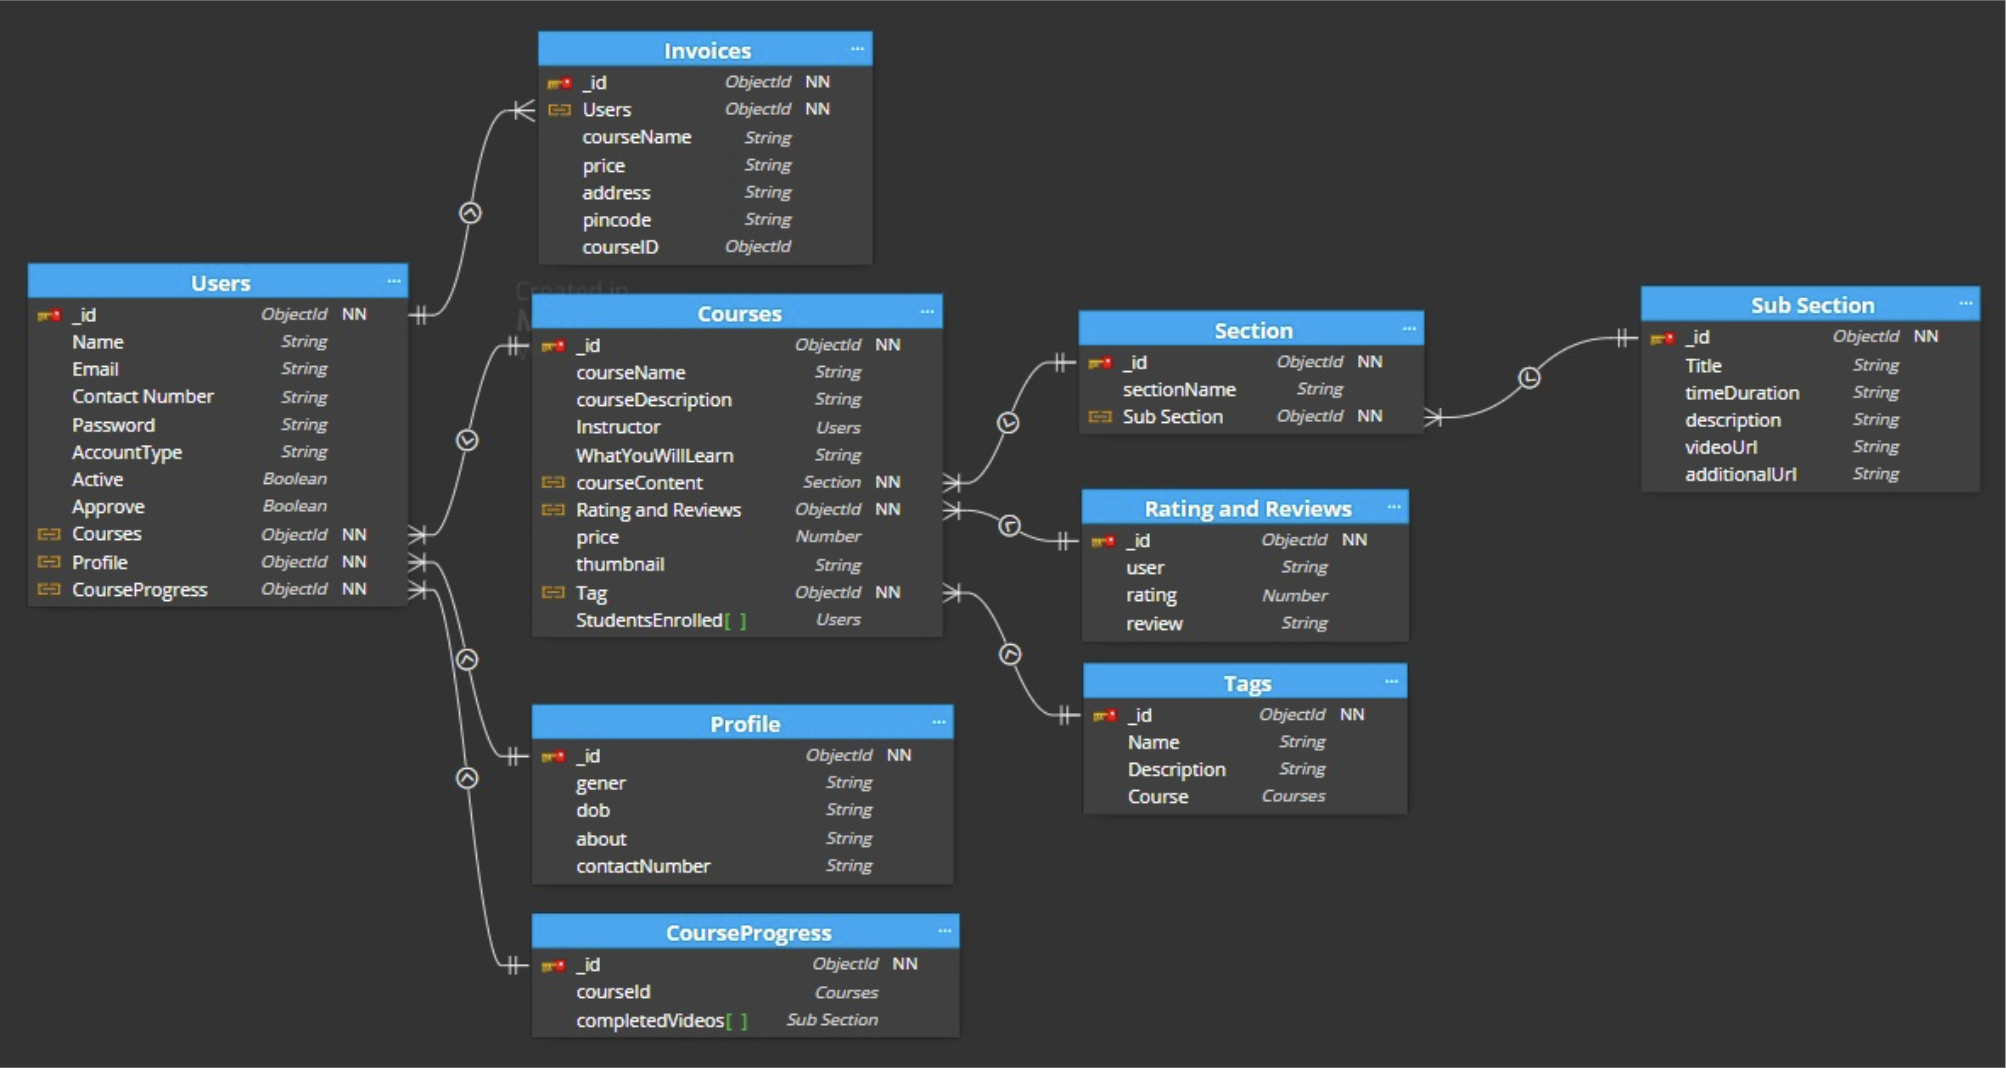 Invoices ...
_id ObjectId NN
Users ObjectId NN
courseName String
price String
address String
pincode String
courseID ObjectId
Users ...
_id ObjectId NN
Name String
Email String
Contact Number String
Password String
AccountType String
Active Boolean
Approve Boolean
Courses ObjectId NN
Profile ObjectId NN
CourseProgress ObjectId NN
Created in
Courses ...
_id ObjectId NN
courseName String
courseDescription String
Instructor Users
WhatYouWillLearn String
courseContent Section NN
Rating and Reviews ObjectId NN
price Number
thumbnail String
Tag ObjectId NN
StudentsEnrolled[ ] Users
Section ...
_id ObjectId NN
sectionName String
Sub Section ObjectId NN
Sub Section ...
_id ObjectId NN
Title String
timeDuration String
description String
videoUrl String
additionalUrl String
Rating and Reviews ...
_id ObjectId NN
user String
rating Number
review String
Tags ...
_id ObjectId NN
Name String
Description String
Course Courses
Profile ...
_id ObjectId NN
gener String
dob String
about String
contactNumber String
CourseProgress ...
_id ObjectId NN
courseId Courses
completedVideos[ ] Sub Section